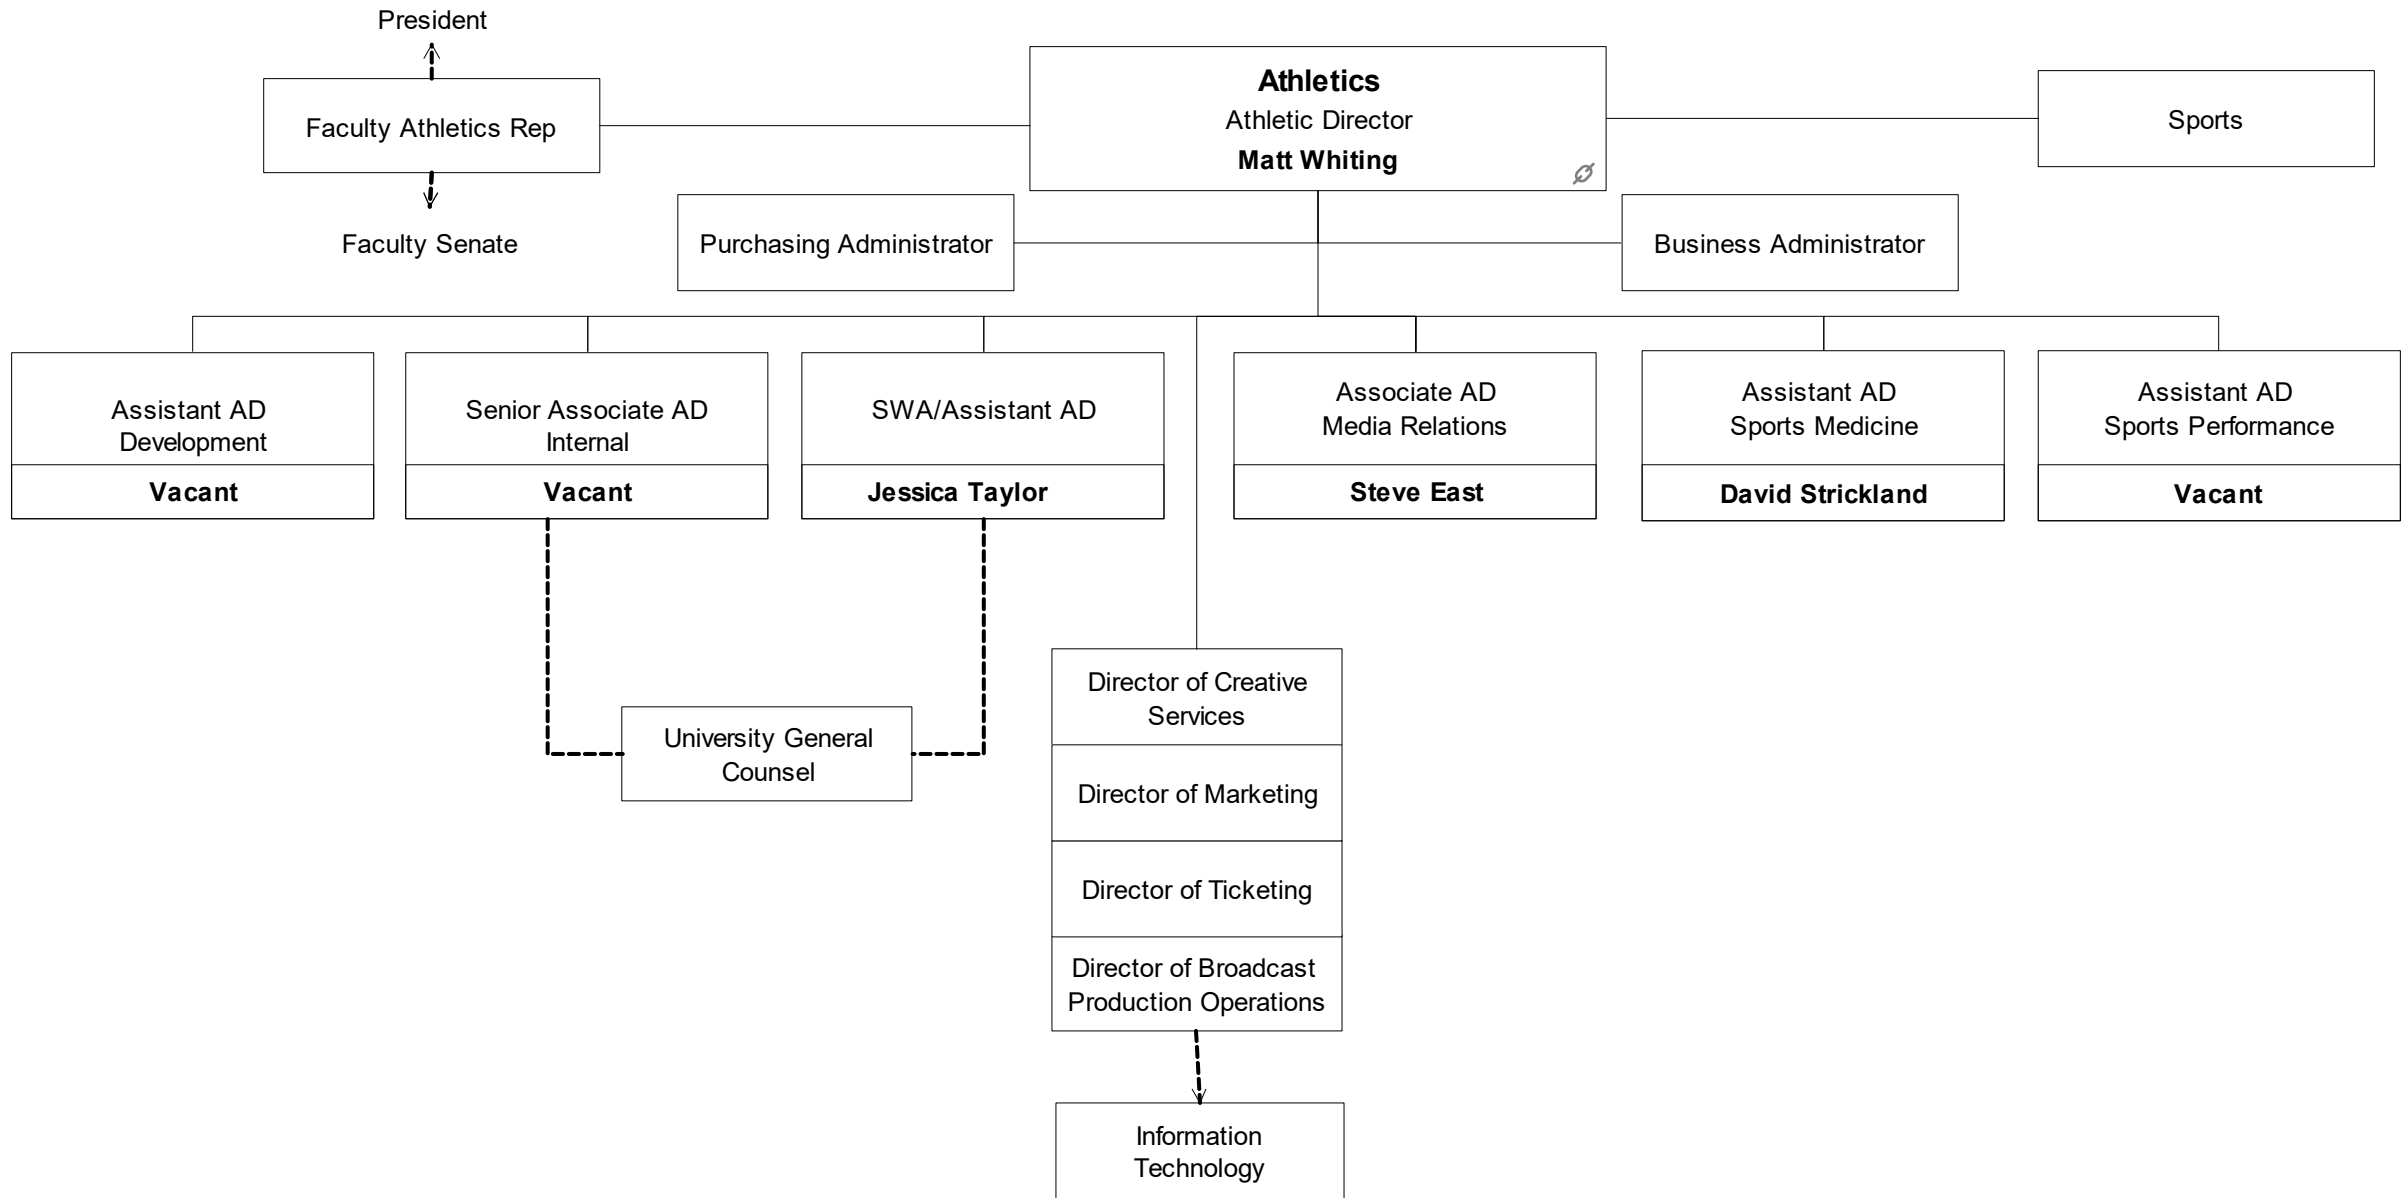 President
Athletics
Athletic Director
Matt Whiting
Faculty Athletics Rep
Sports
Faculty Senate
Purchasing Administrator
Business Administrator
Assistant AD
Development
Vacant
Senior Associate AD
Internal
Vacant
SWA/Assistant AD
Jessica Taylor
Associate AD
Media Relations
Steve East
Assistant AD
Sports Medicine
David Strickland
Assistant AD
Sports Performance
Vacant
University General
Counsel
Director of Creative
Services
Director of Marketing
Director of Ticketing
Director of Broadcast
Production Operations
Information
Technology